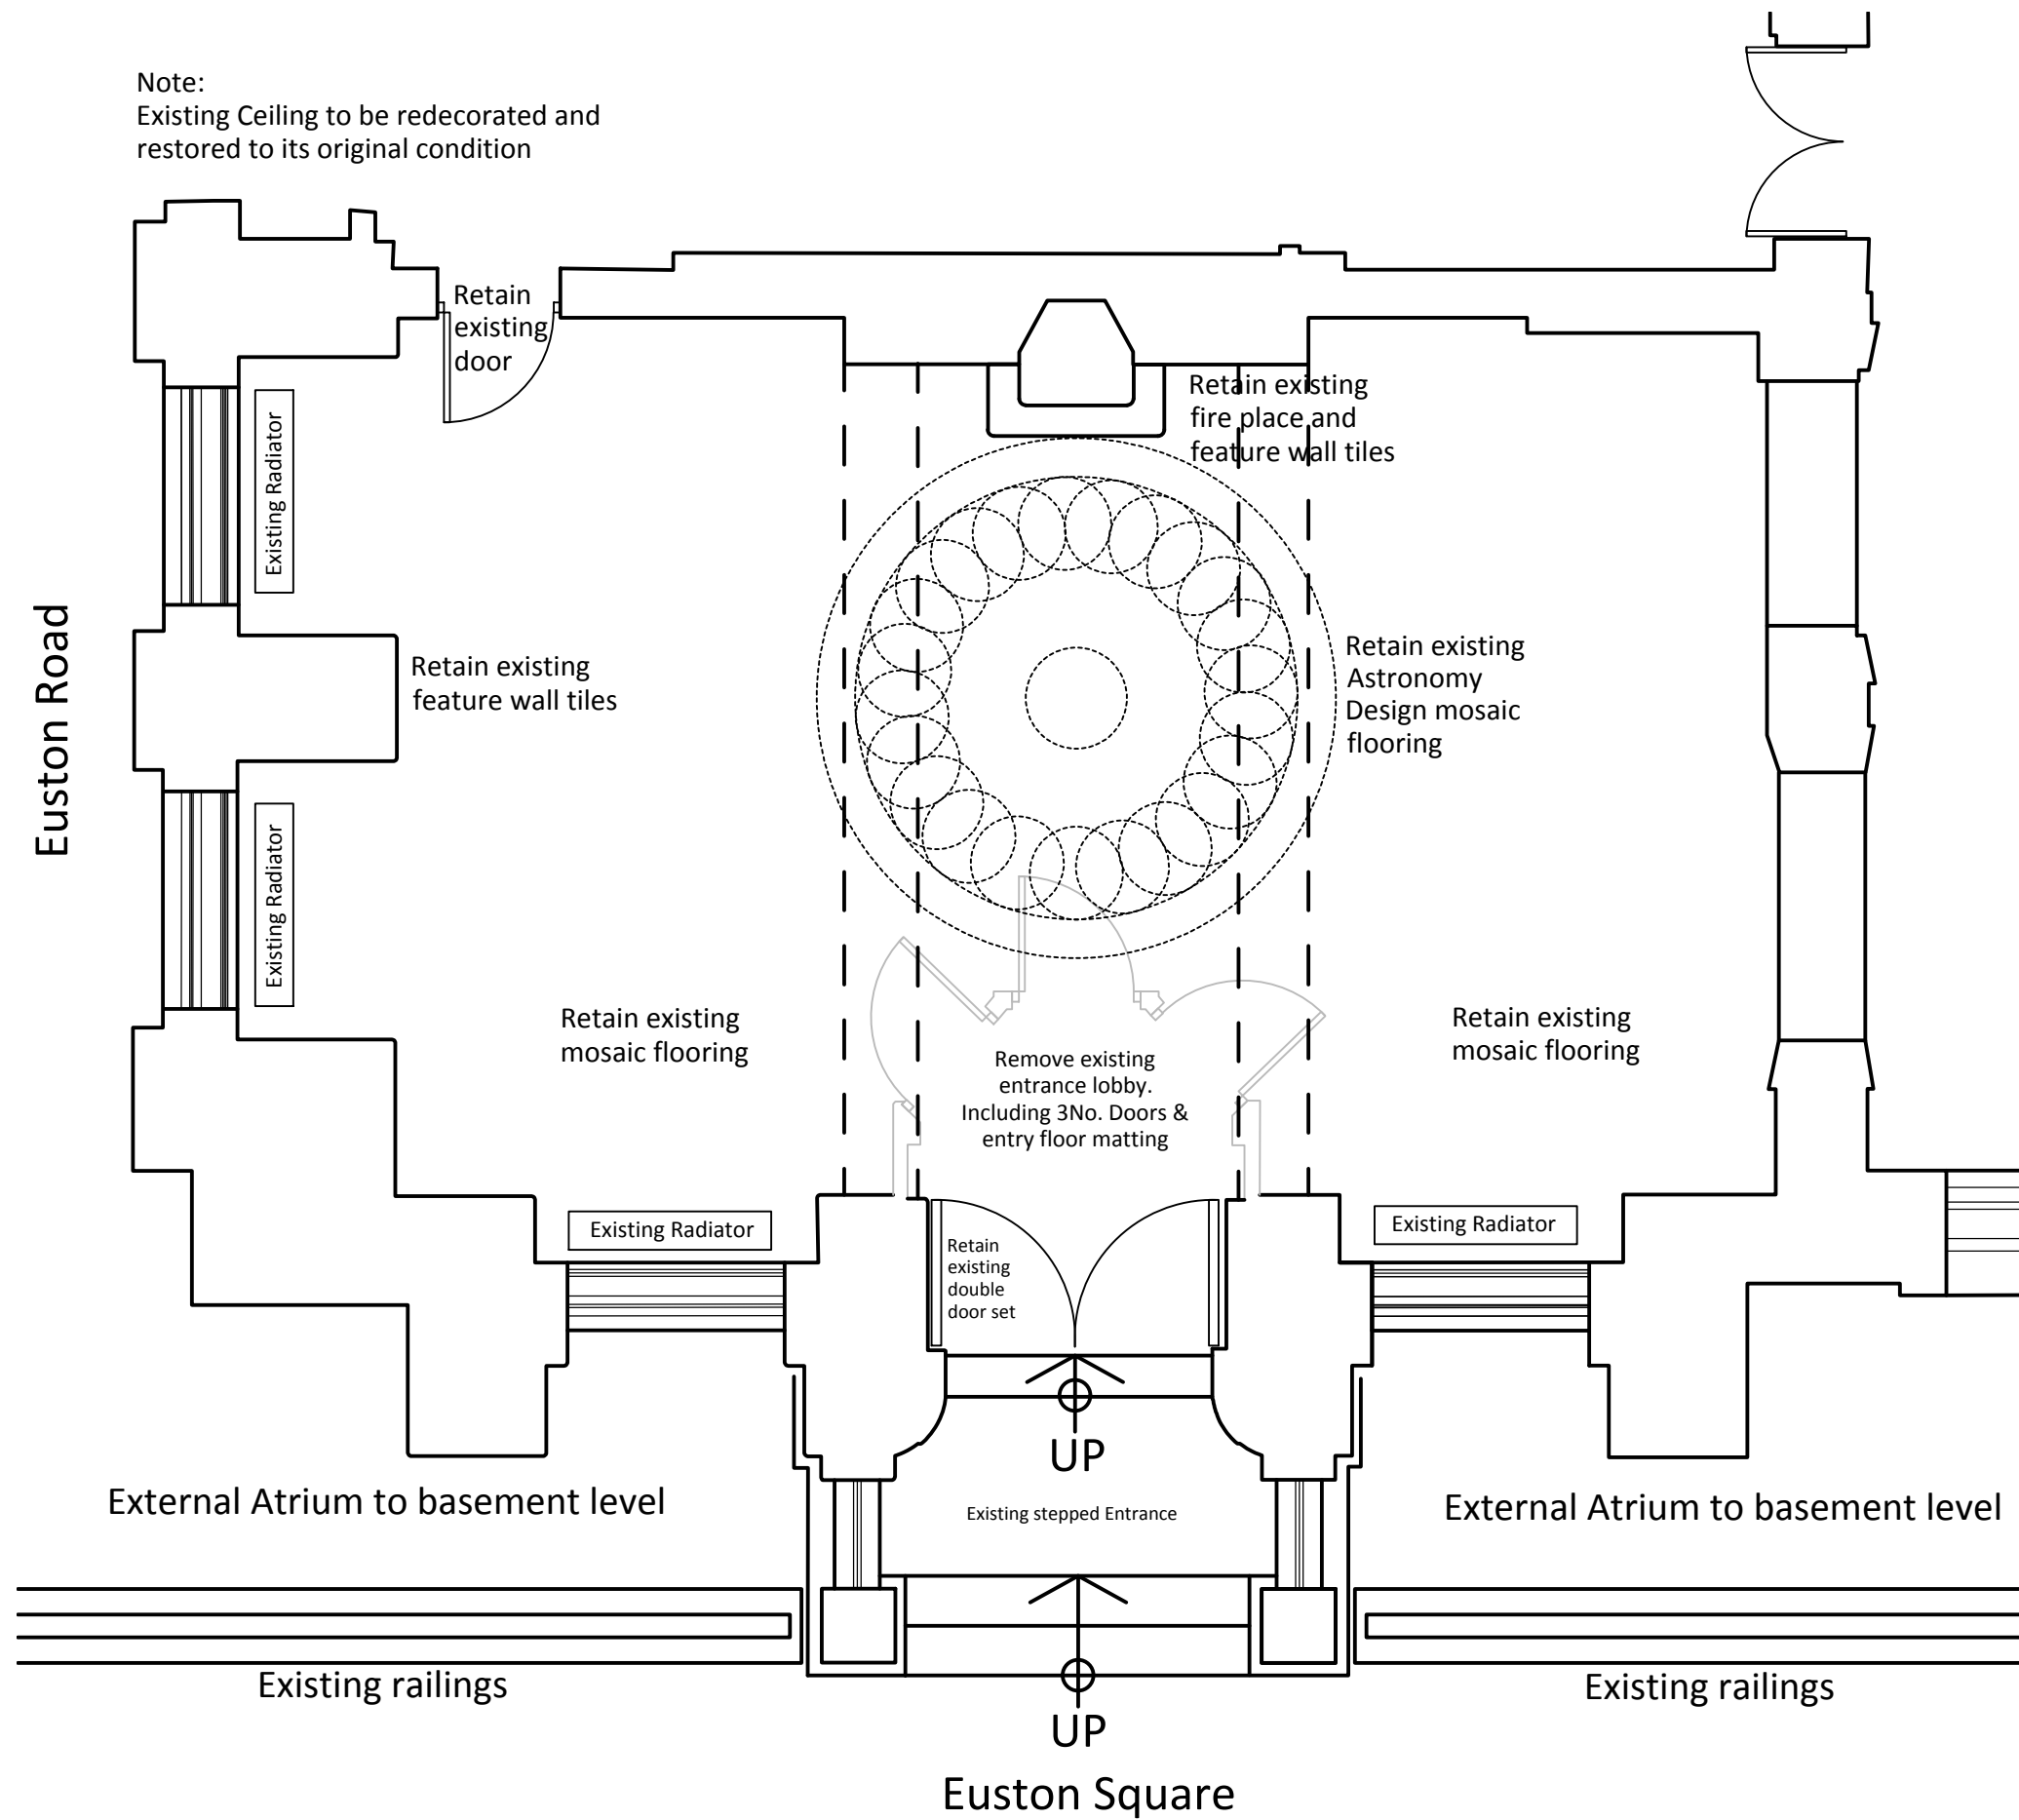 Note:
Existing Ceiling to be redecorated and
restored to its original condition
Retain
existing
door
Existing Radiator
Retain existing
fire place and
feature wall tiles
Euston Road
Retain existing
feature wall tiles
Retain existing
Astronomy
Design mosaic
flooring
Existing Radiator
Retain existing
mosaic flooring
Remove existing
entrance lobby.
Including 3No. Doors &
entry floor matting
Retain existing
mosaic flooring
Existing Radiator
Retain
existing
double
door set
Existing Radiator
UP
External Atrium to basement level
Existing stepped Entrance
External Atrium to basement level
Existing railings
UP
Existing railings
Euston Square